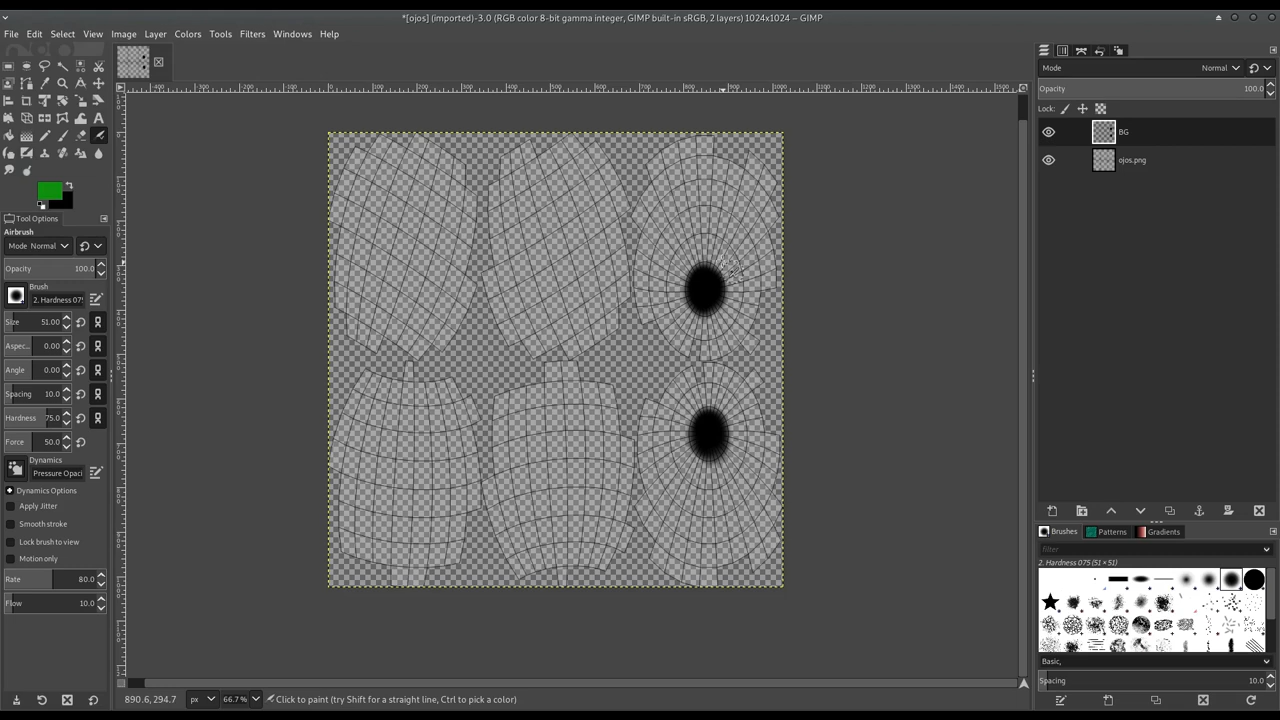 *[ojos] (imported)-3.0 (RGB color 8-bit gamma integer, GIMP built-in sRGB, 2 layers) 1024x1024 – GIMP
File Edit Select View Image Layer Colors Tools Filters Windows Help
Mode Normal
Opacity 100.0
Lock:
BG
ojos.png
Tool Options
Airbrush
Mode Normal
Opacity 100.0
Brush
2. Hardness 075
Size 51.00
Aspec... 0.00
Angle 0.00
Spacing 10.0
Hardness 75.0
Force 50.0
Dynamics
Pressure Opaci
Dynamics Options
Apply Jitter
Smooth stroke
Lock brush to view
Motion only
Rate 80.0
Flow 10.0
Brushes Patterns Gradients
filter
2. Hardness 075 (51 × 51)
Basic,
Spacing 10.0
890.6, 294.7 px 66.7% Click to paint (try Shift for a straight line, Ctrl to pick a color)